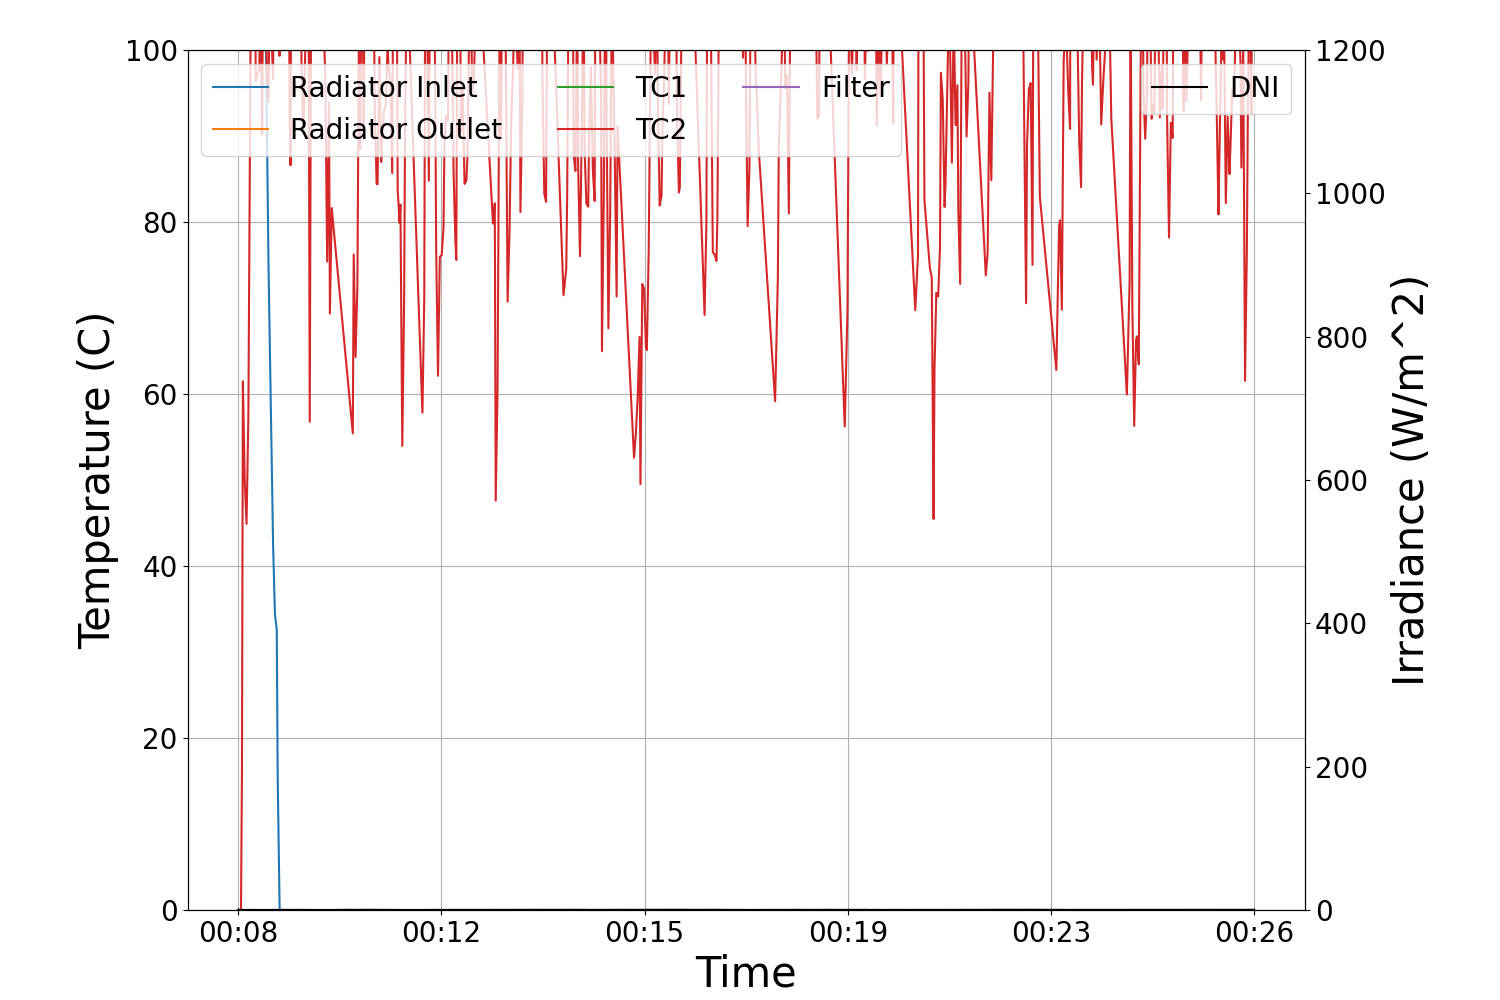 Radiator Inlet
Radiator Outlet
TC1
TC2
Filter
DNI
Temperature (C)
100
80
60
40
20
0
1200
1000
800
600
400
200
0
Irradiance (W/m^2)
00:08 00:12 00:15 00:19 00:23 00:26
Time